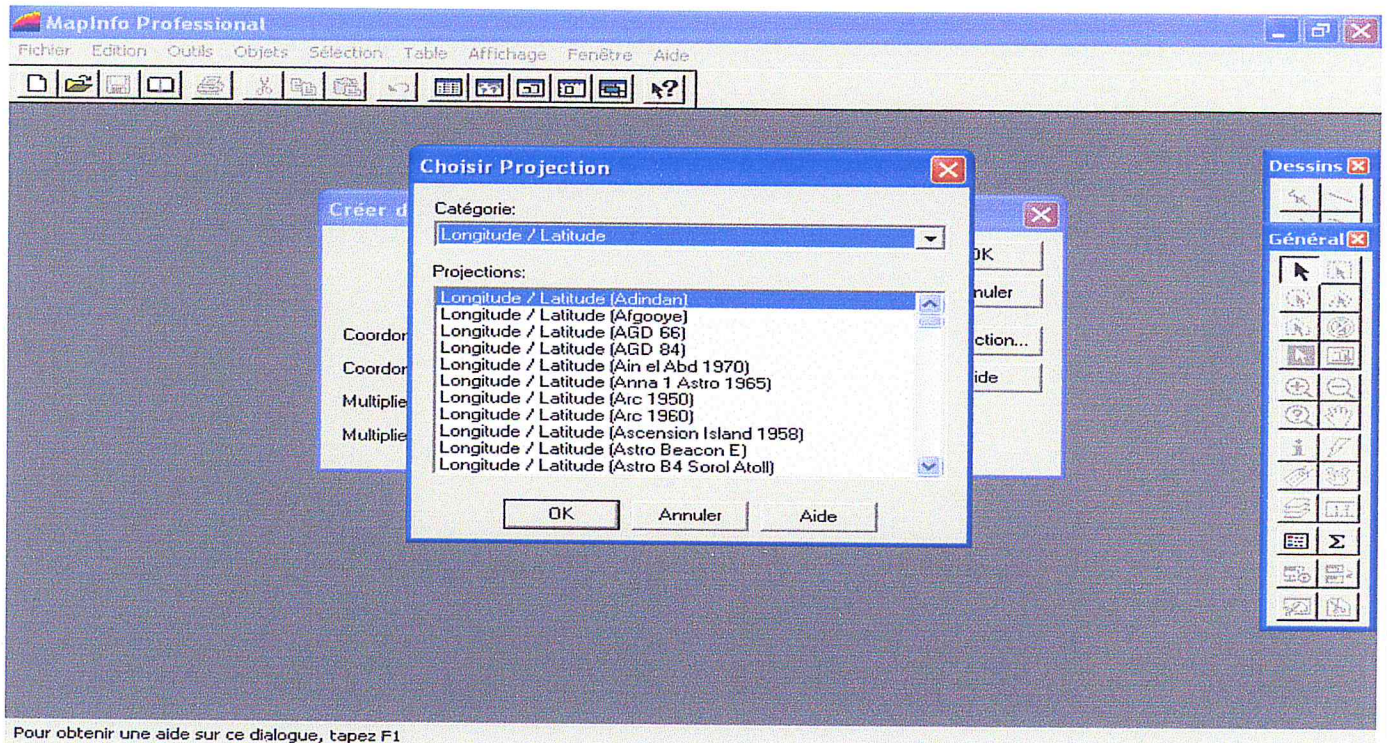 MapInfo Professional
Fichier Edition Outils Objets Sélection Table Affichage Fenêtre Aide
Choisir Projection
Dessins
Créer d
Catégorie:
Longitude / Latitude
Général
OK
Projections:
nuler
Longitude / Latitude (Adindan)
Longitude / Latitude (Afgooye)
Longitude / Latitude (AGD 66)
Longitude / Latitude (AGD 84)
Longitude / Latitude (Ain el Abd 1970)
Longitude / Latitude (Anna 1 Astro 1965)
Longitude / Latitude (Arc 1950)
Longitude / Latitude (Arc 1960)
Longitude / Latitude (Ascension Island 1958)
Longitude / Latitude (Astro Beacon E)
Longitude / Latitude (Astro B4 Sorol Atoll)
Coordor
ction...
Coordor
ide
Multiplie
Multiplie
OK Annuler Aide
Pour obtenir une aide sur ce dialogue, tapez F1